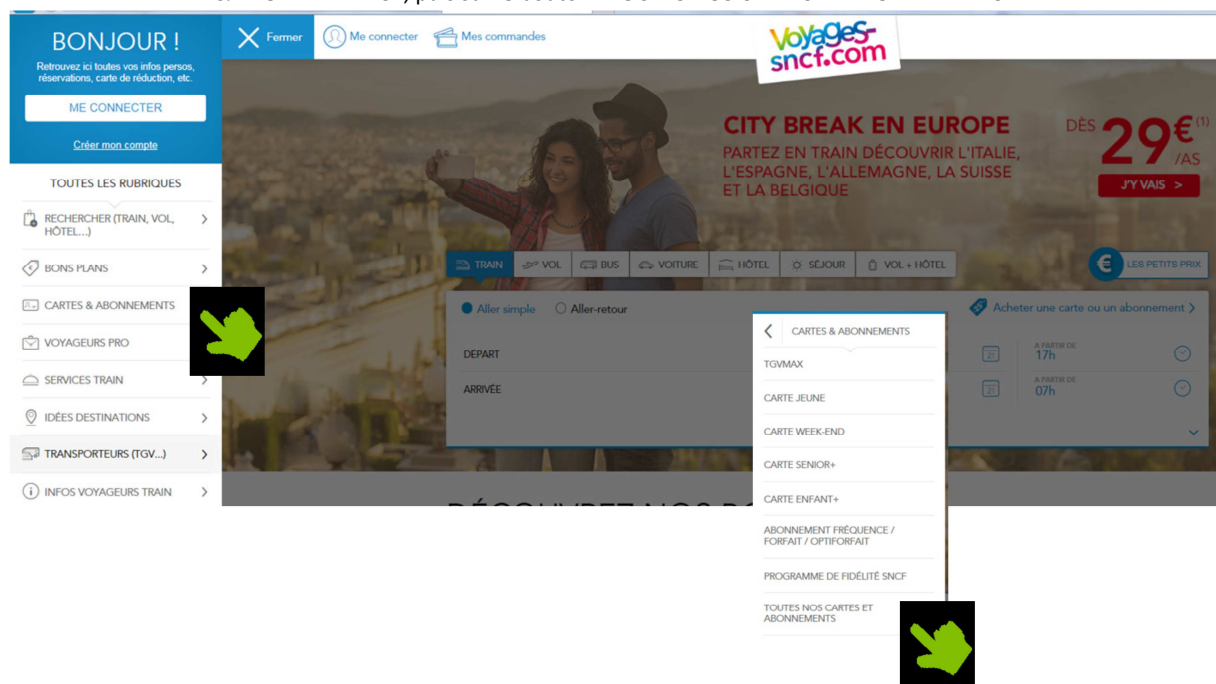 BONJOUR !
Retrouvez ici toutes vos infos persos,
réservations, carte de réduction, etc.
ME CONNECTER
Créer mon compte
TOUTES LES RUBRIQUES
RECHERCHER (TRAIN, VOL,
HÔTEL...)
BONS PLANS
CARTES & ABONNEMENTS
VOYAGEURS PRO
SERVICES TRAIN
IDÉES DESTINATIONS
TRANSPORTEURS (TGV...)
INFOS VOYAGEURS TRAIN
Fermer
Me connecter
Mes commandes
Voyages-
sncf.com
CITY BREAK EN EUROPE
PARTEZ EN TRAIN DÉCOUVRIR L'ITALIE,
L'ESPAGNE, L'ALLEMAGNE, LA SUISSE
ET LA BELGIQUE
DÈS 29€(1)
/AS
J'Y VAIS >
TRAIN VOL BUS VOITURE HÔTEL SÉJOUR VOL + HÔTEL
€ LES PETITS PRIX
Aller simple Aller-retour
Acheter une carte ou un abonnement >
DÉPART
A PARTIR DE
17h
ARRIVÉE
A PARTIR DE
07h
CARTES & ABONNEMENTS
TGVMAX
CARTE JEUNE
CARTE WEEK-END
CARTE SENIOR+
CARTE ENFANT+
ABONNEMENT FRÉQUENCE /
FORFAIT / OPTIFORFAIT
PROGRAMME DE FIDÉLITÉ SNCF
TOUTES NOS CARTES ET
ABONNEMENTS